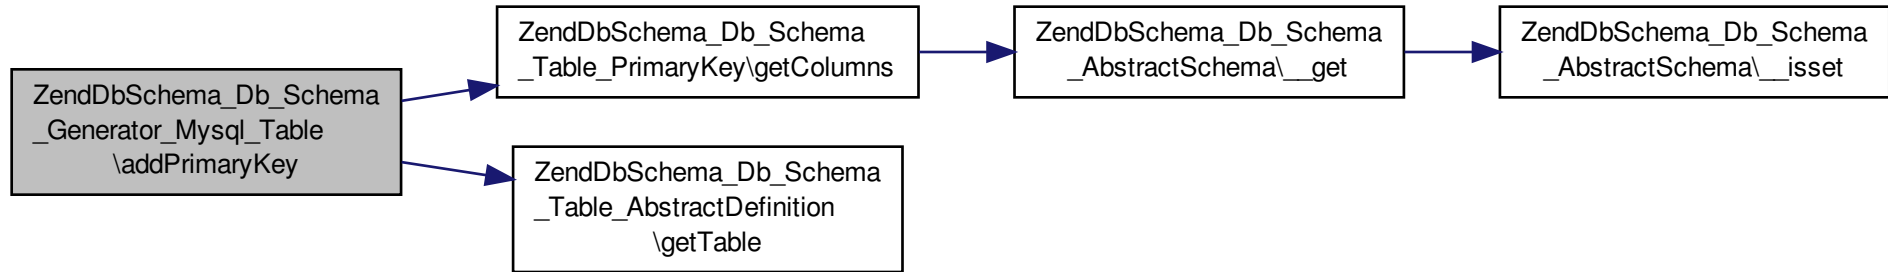 ZendDbSchema_Db_Schema
_Generator_Mysql_Table
\addPrimaryKey
ZendDbSchema_Db_Schema
_Table_PrimaryKey\getColumns
ZendDbSchema_Db_Schema
_AbstractSchema\__get
ZendDbSchema_Db_Schema
_AbstractSchema\__isset
ZendDbSchema_Db_Schema
_Table_AbstractDefinition
\getTable